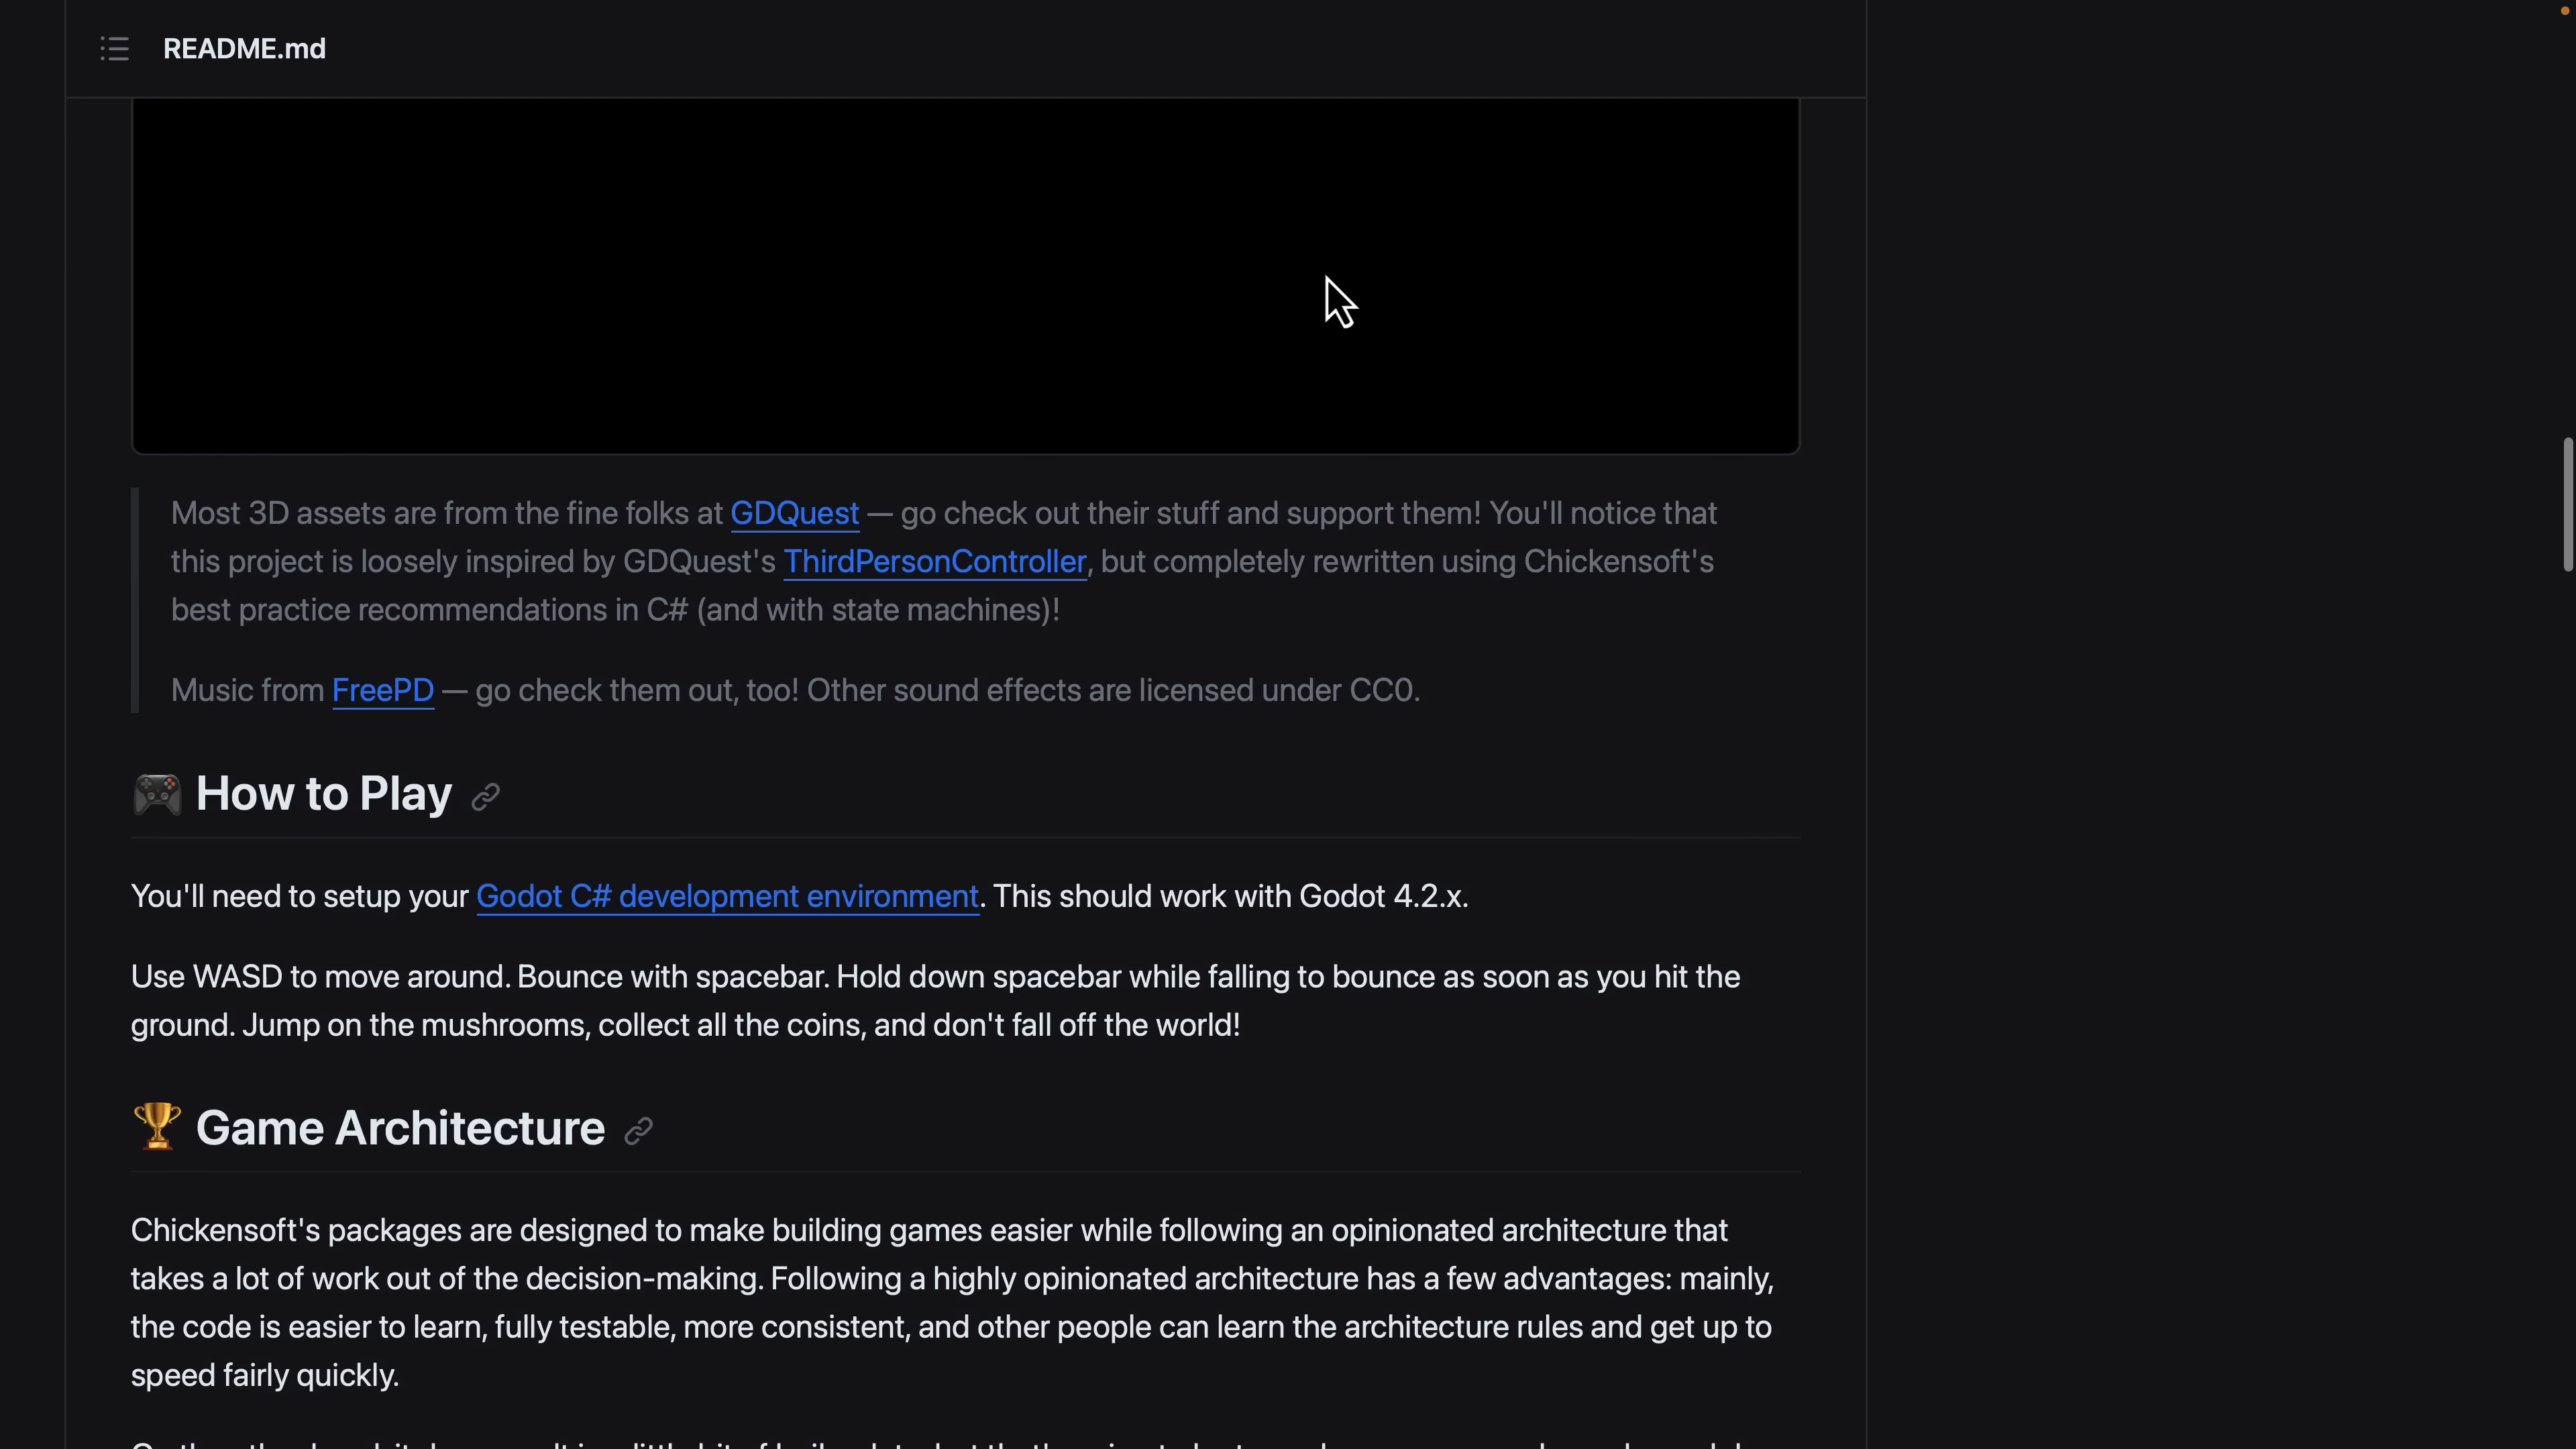 README.md
Most 3D assets are from the fine folks at GDQuest — go check out their stuff and support them! You'll notice that
this project is loosely inspired by GDQuest's ThirdPersonController, but completely rewritten using Chickensoft's
best practice recommendations in C# (and with state machines)!
Music from FreePD — go check them out, too! Other sound effects are licensed under CC0.
🎮 How to Play
You'll need to setup your Godot C# development environment. This should work with Godot 4.2.x.
Use WASD to move around. Bounce with spacebar. Hold down spacebar while falling to bounce as soon as you hit the
ground. Jump on the mushrooms, collect all the coins, and don't fall off the world!
🏆 Game Architecture
Chickensoft's packages are designed to make building games easier while following an opinionated architecture that
takes a lot of work out of the decision-making. Following a highly opinionated architecture has a few advantages: mainly,
the code is easier to learn, fully testable, more consistent, and other people can learn the architecture rules and get up to
speed fairly quickly.